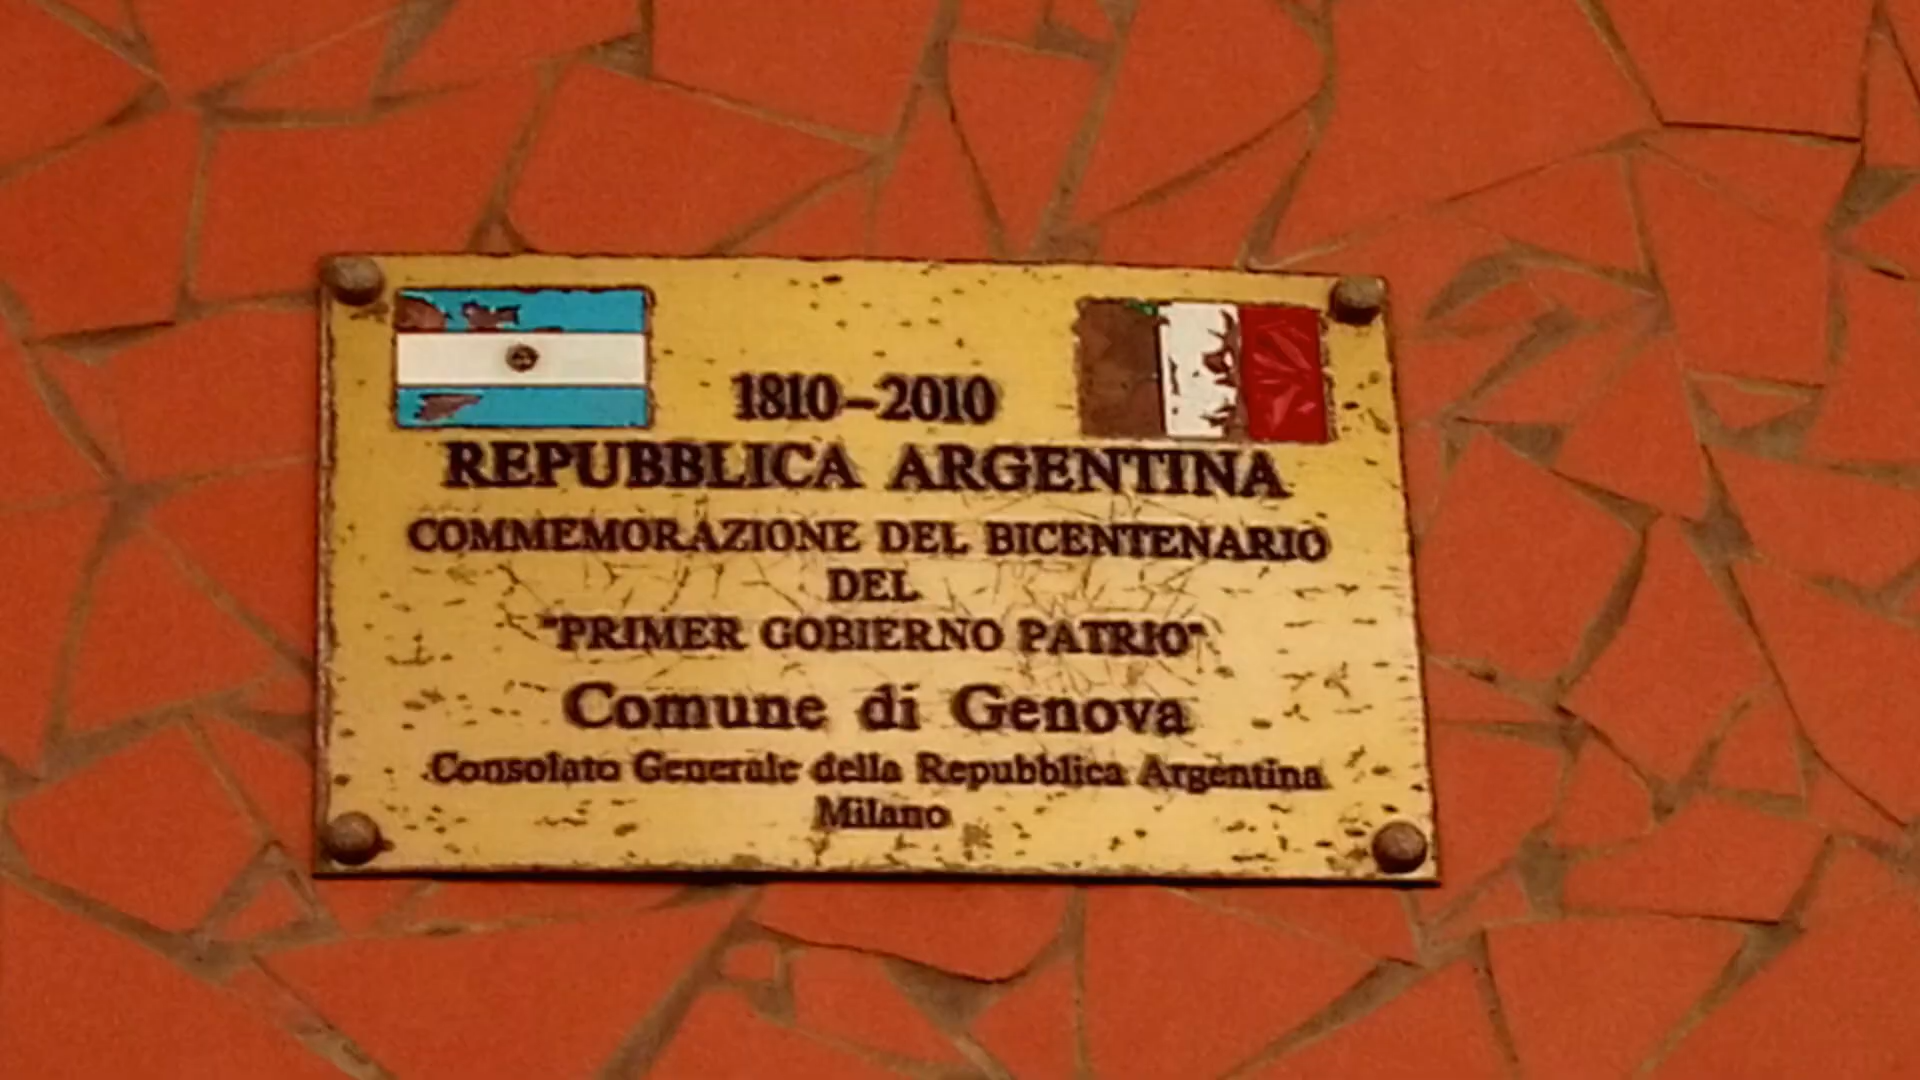 1810-2010
REPUBBLICA ARGENTINA
COMMEMORAZIONE DEL BICENTENARIO
DEL
"PRIMER GOBIERNO PATRIO"
Comune di Genova
Consolato Generale della Repubblica Argentina
Milano